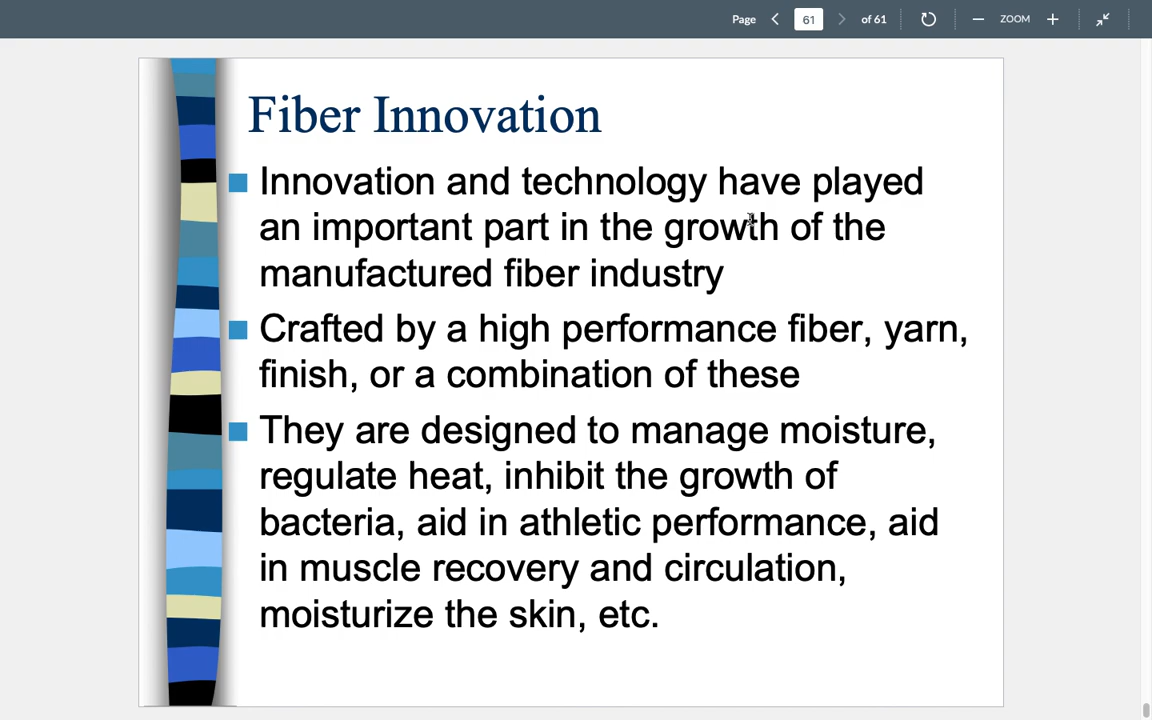 Page 61 of 61 ZOOM
Fiber Innovation
Innovation and technology have played
an important part in the growth of the
manufactured fiber industry
Crafted by a high performance fiber, yarn,
finish, or a combination of these
They are designed to manage moisture,
regulate heat, inhibit the growth of
bacteria, aid in athletic performance, aid
in muscle recovery and circulation,
moisturize the skin, etc.